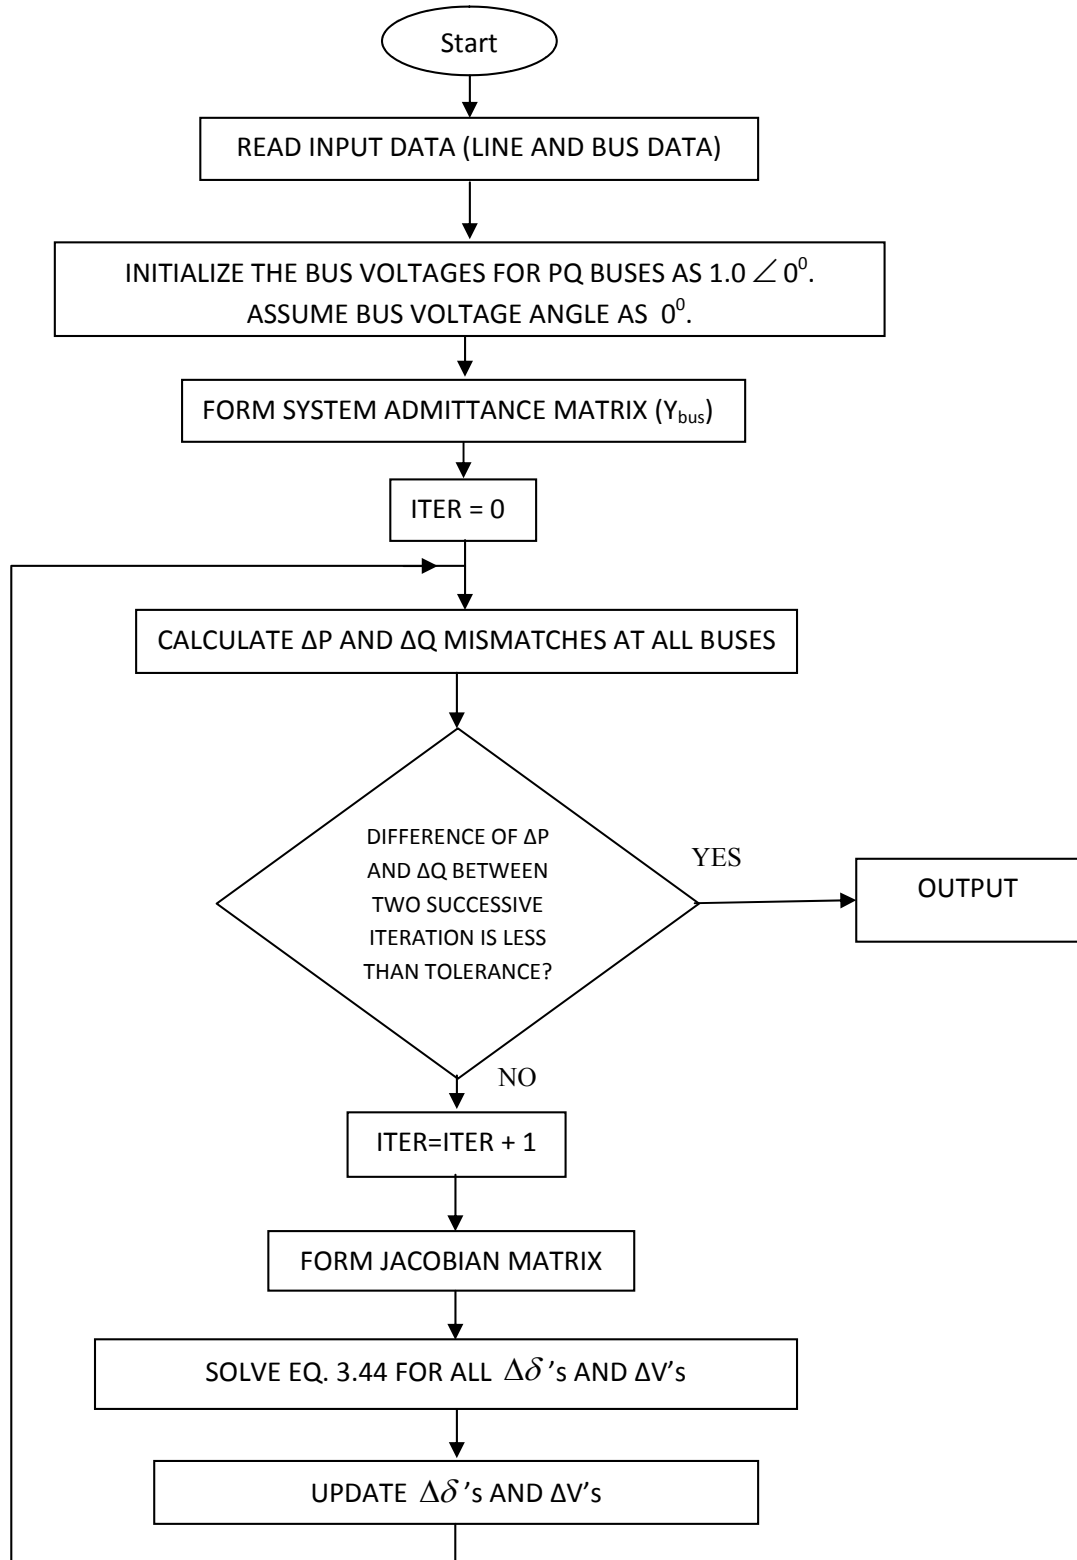 Start
READ INPUT DATA (LINE AND BUS DATA)
INITIALIZE THE BUS VOLTAGES FOR PQ BUSES AS 1.0 ∠ 0⁰.
ASSUME BUS VOLTAGE ANGLE AS 0⁰.
FORM SYSTEM ADMITTANCE MATRIX (Y_bus)
ITER = 0
CALCULATE ΔP AND ΔQ MISMATCHES AT ALL BUSES
DIFFERENCE OF ΔP
AND ΔQ BETWEEN
TWO SUCCESSIVE
ITERATION IS LESS
THAN TOLERANCE?
YES
OUTPUT
NO
ITER=ITER + 1
FORM JACOBIAN MATRIX
SOLVE EQ. 3.44 FOR ALL Δδ 's AND ΔV's
UPDATE Δδ 's AND ΔV's